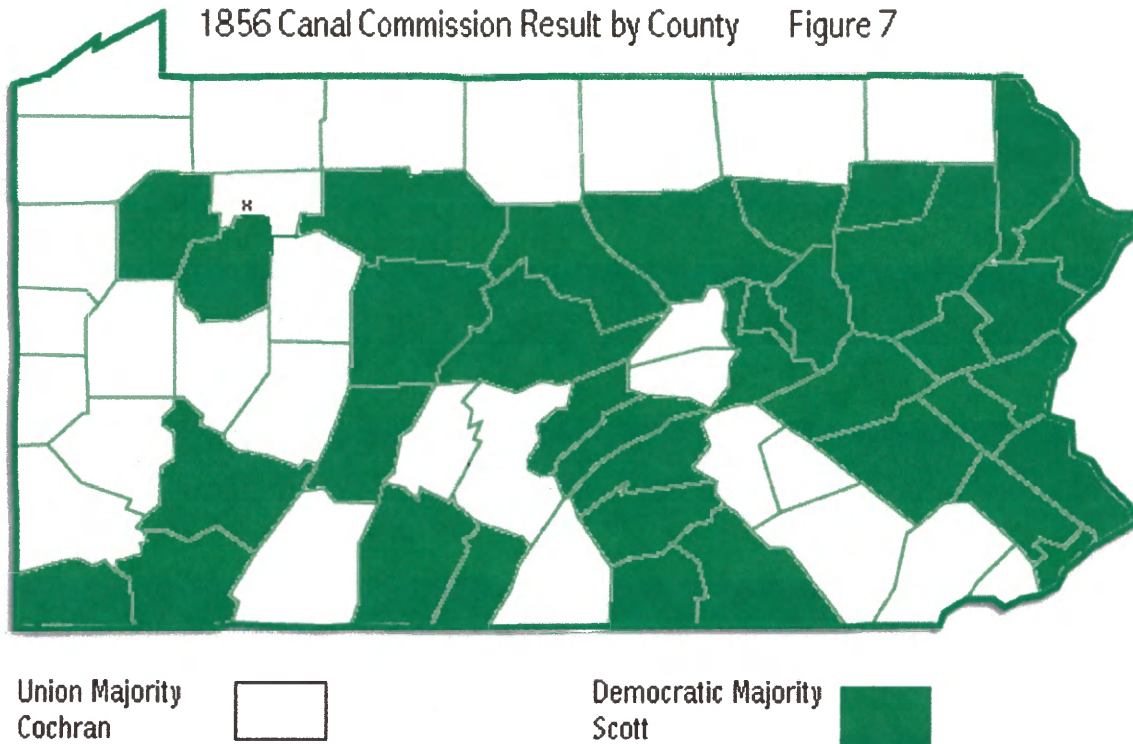 1856 Canal Commission Result by County Figure 7
x
Union Majority
Cochran
Democratic Majority
Scott